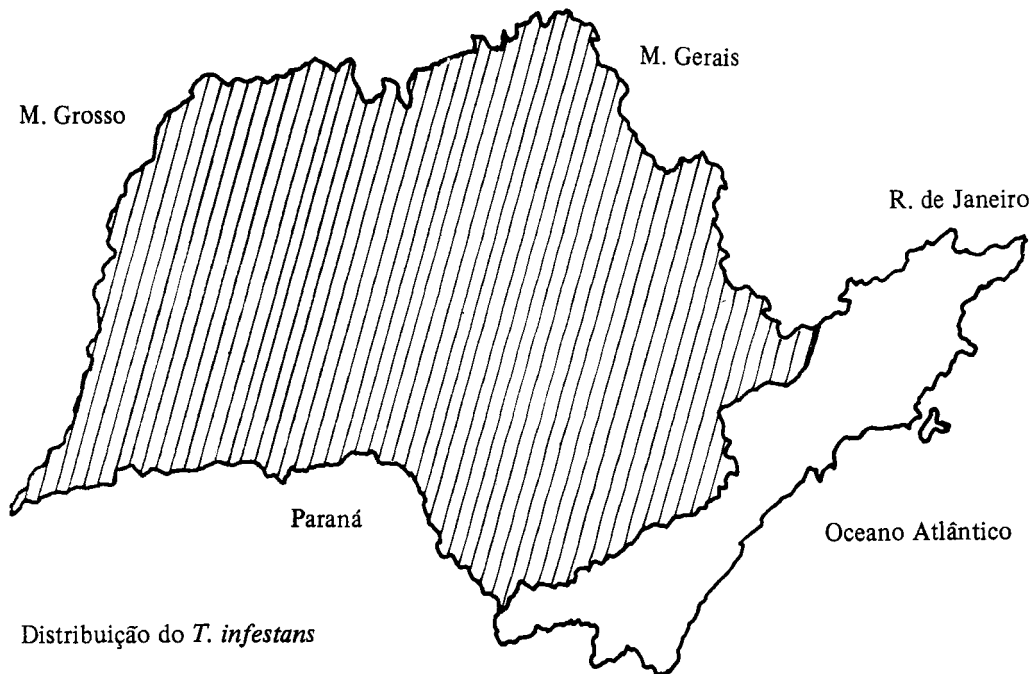 M. Gerais
M. Grosso
R. de Janeiro
Paraná
Oceano Atlântico
Distribuição do T. infestans